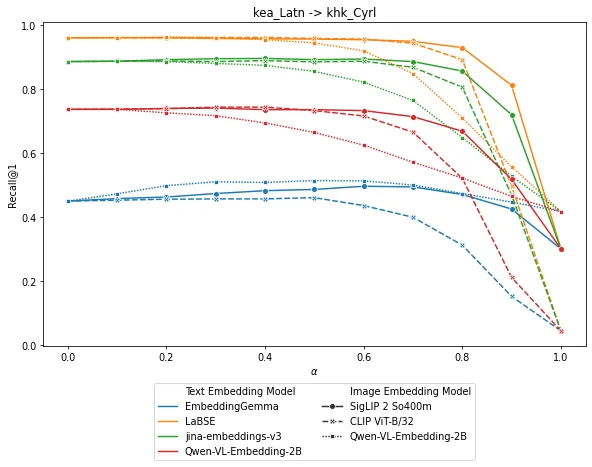 kea_Latn -> khk_Cyrl
Recall@1
1.0
0.8
0.6
0.4
0.2
0.0
0.0 0.2 0.4 0.6 0.8 1.0
α
Text Embedding Model
EmbeddingGemma
LaBSE
jina-embeddings-v3
Qwen-VL-Embedding-2B
Image Embedding Model
SigLIP 2 So400m
CLIP ViT-B/32
Qwen-VL-Embedding-2B